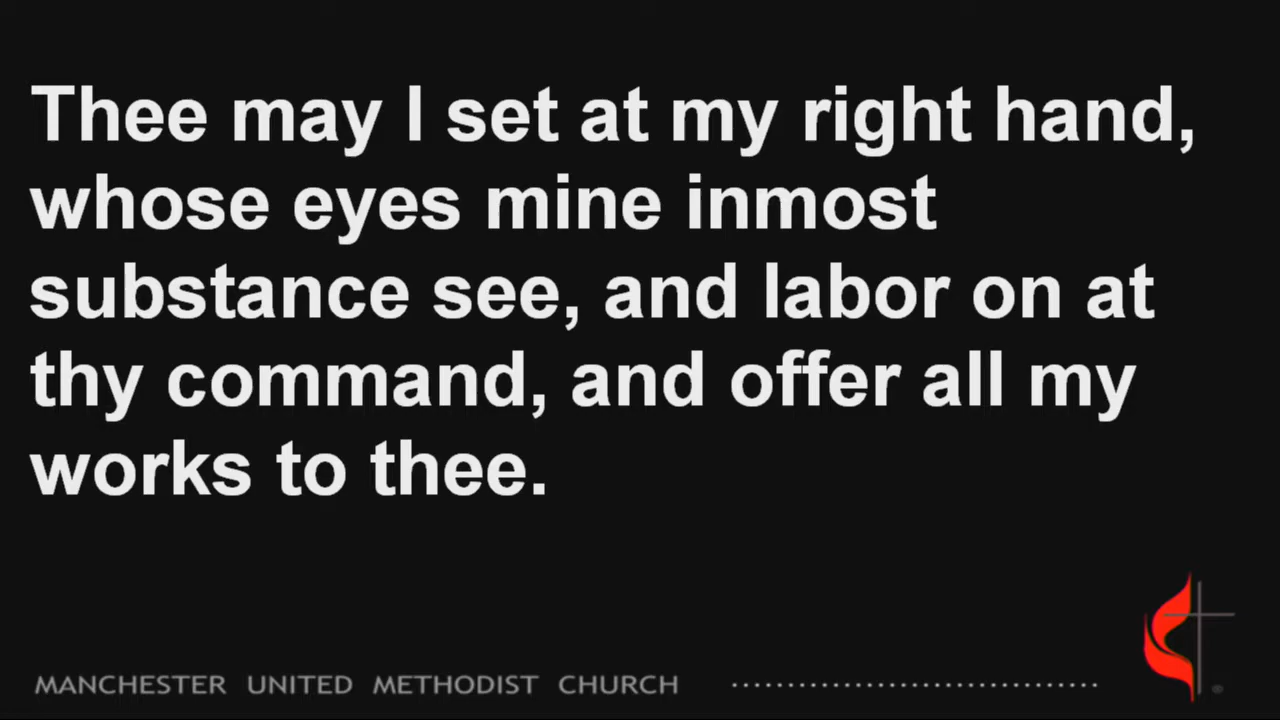 Thee may I set at my right hand,
whose eyes mine inmost
substance see, and labor on at
thy command, and offer all my
works to thee.
MANCHESTER UNITED METHODIST CHURCH
®